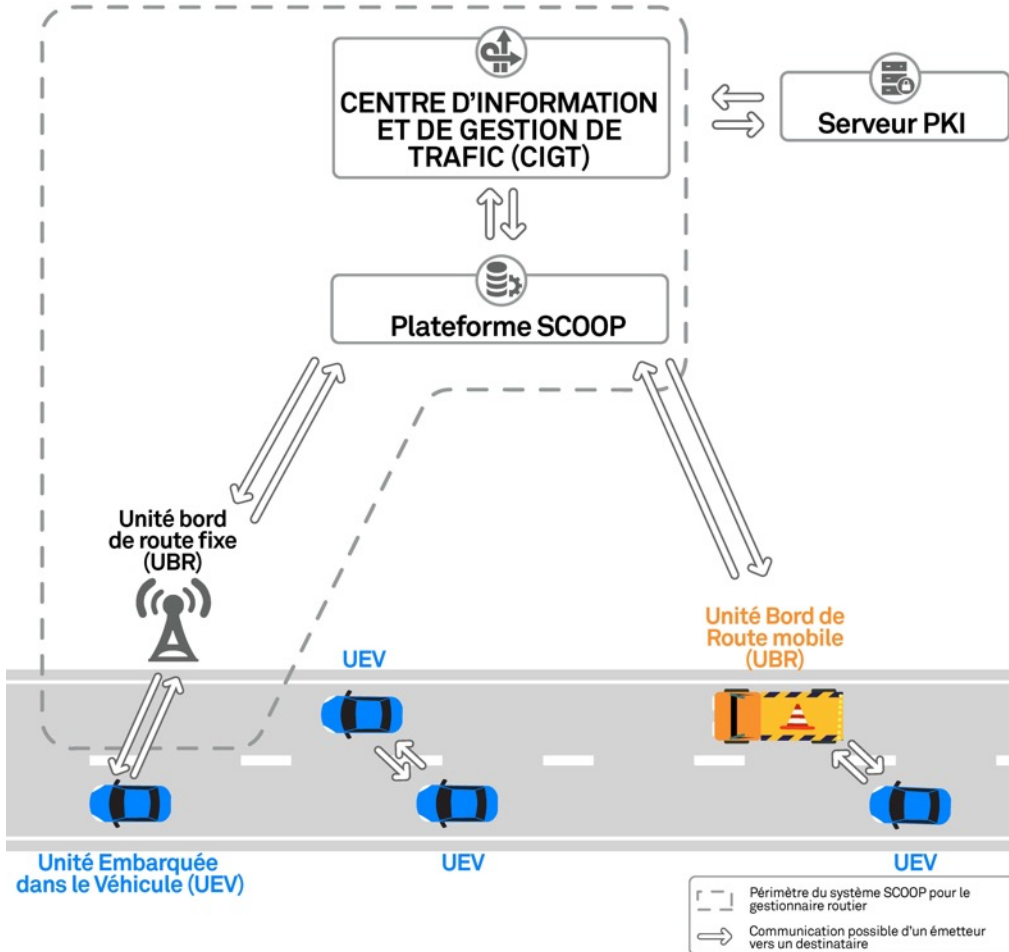 CENTRE D'INFORMATION
ET DE GESTION DE
TRAFIC (CIGT)
Serveur PKI
Plateforme SCOOP
Unité bord
de route fixe
(UBR)
Unité Bord de
Route mobile
(UBR)
UEV
Unité Embarquée
dans le Véhicule (UEV)
UEV
UEV
Périmètre du système SCOOP pour le
gestionnaire routier
Communication possible d'un émetteur
vers un destinataire